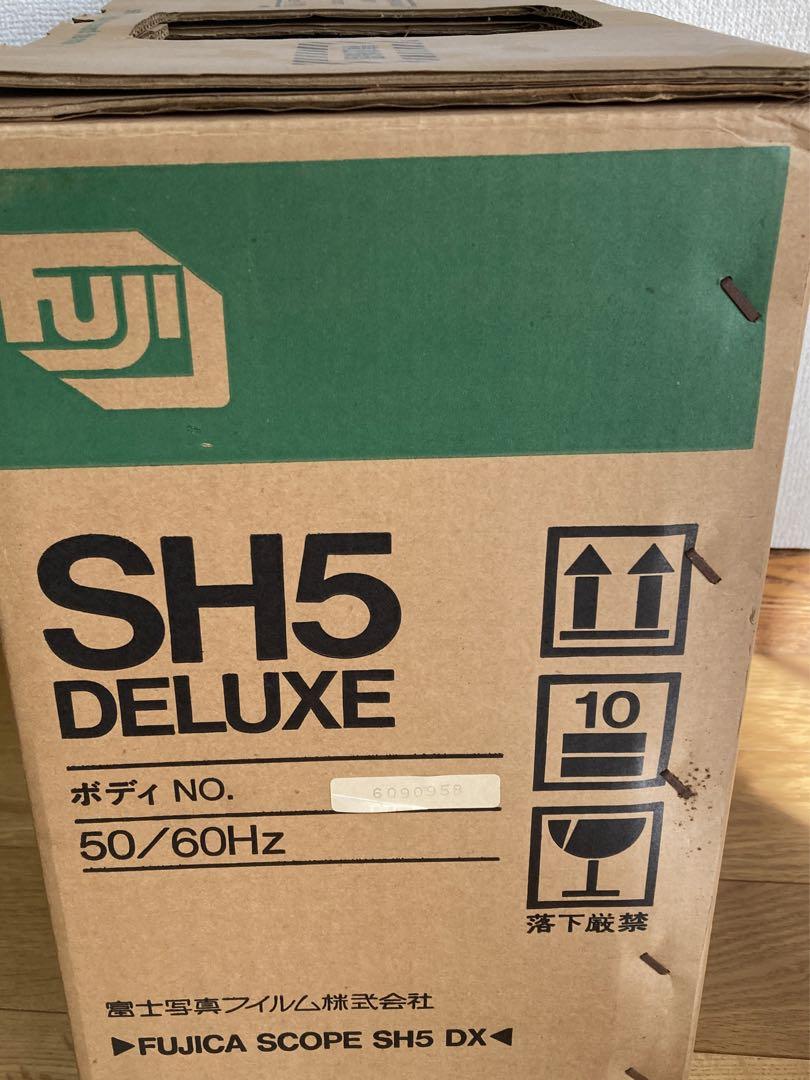 FUJI
SH5
DELUXE
ボディ NO. 6090958
50/60Hz
10
落下厳禁
富士写真フイルム株式会社
▶FUJICA SCOPE SH5 DX◀